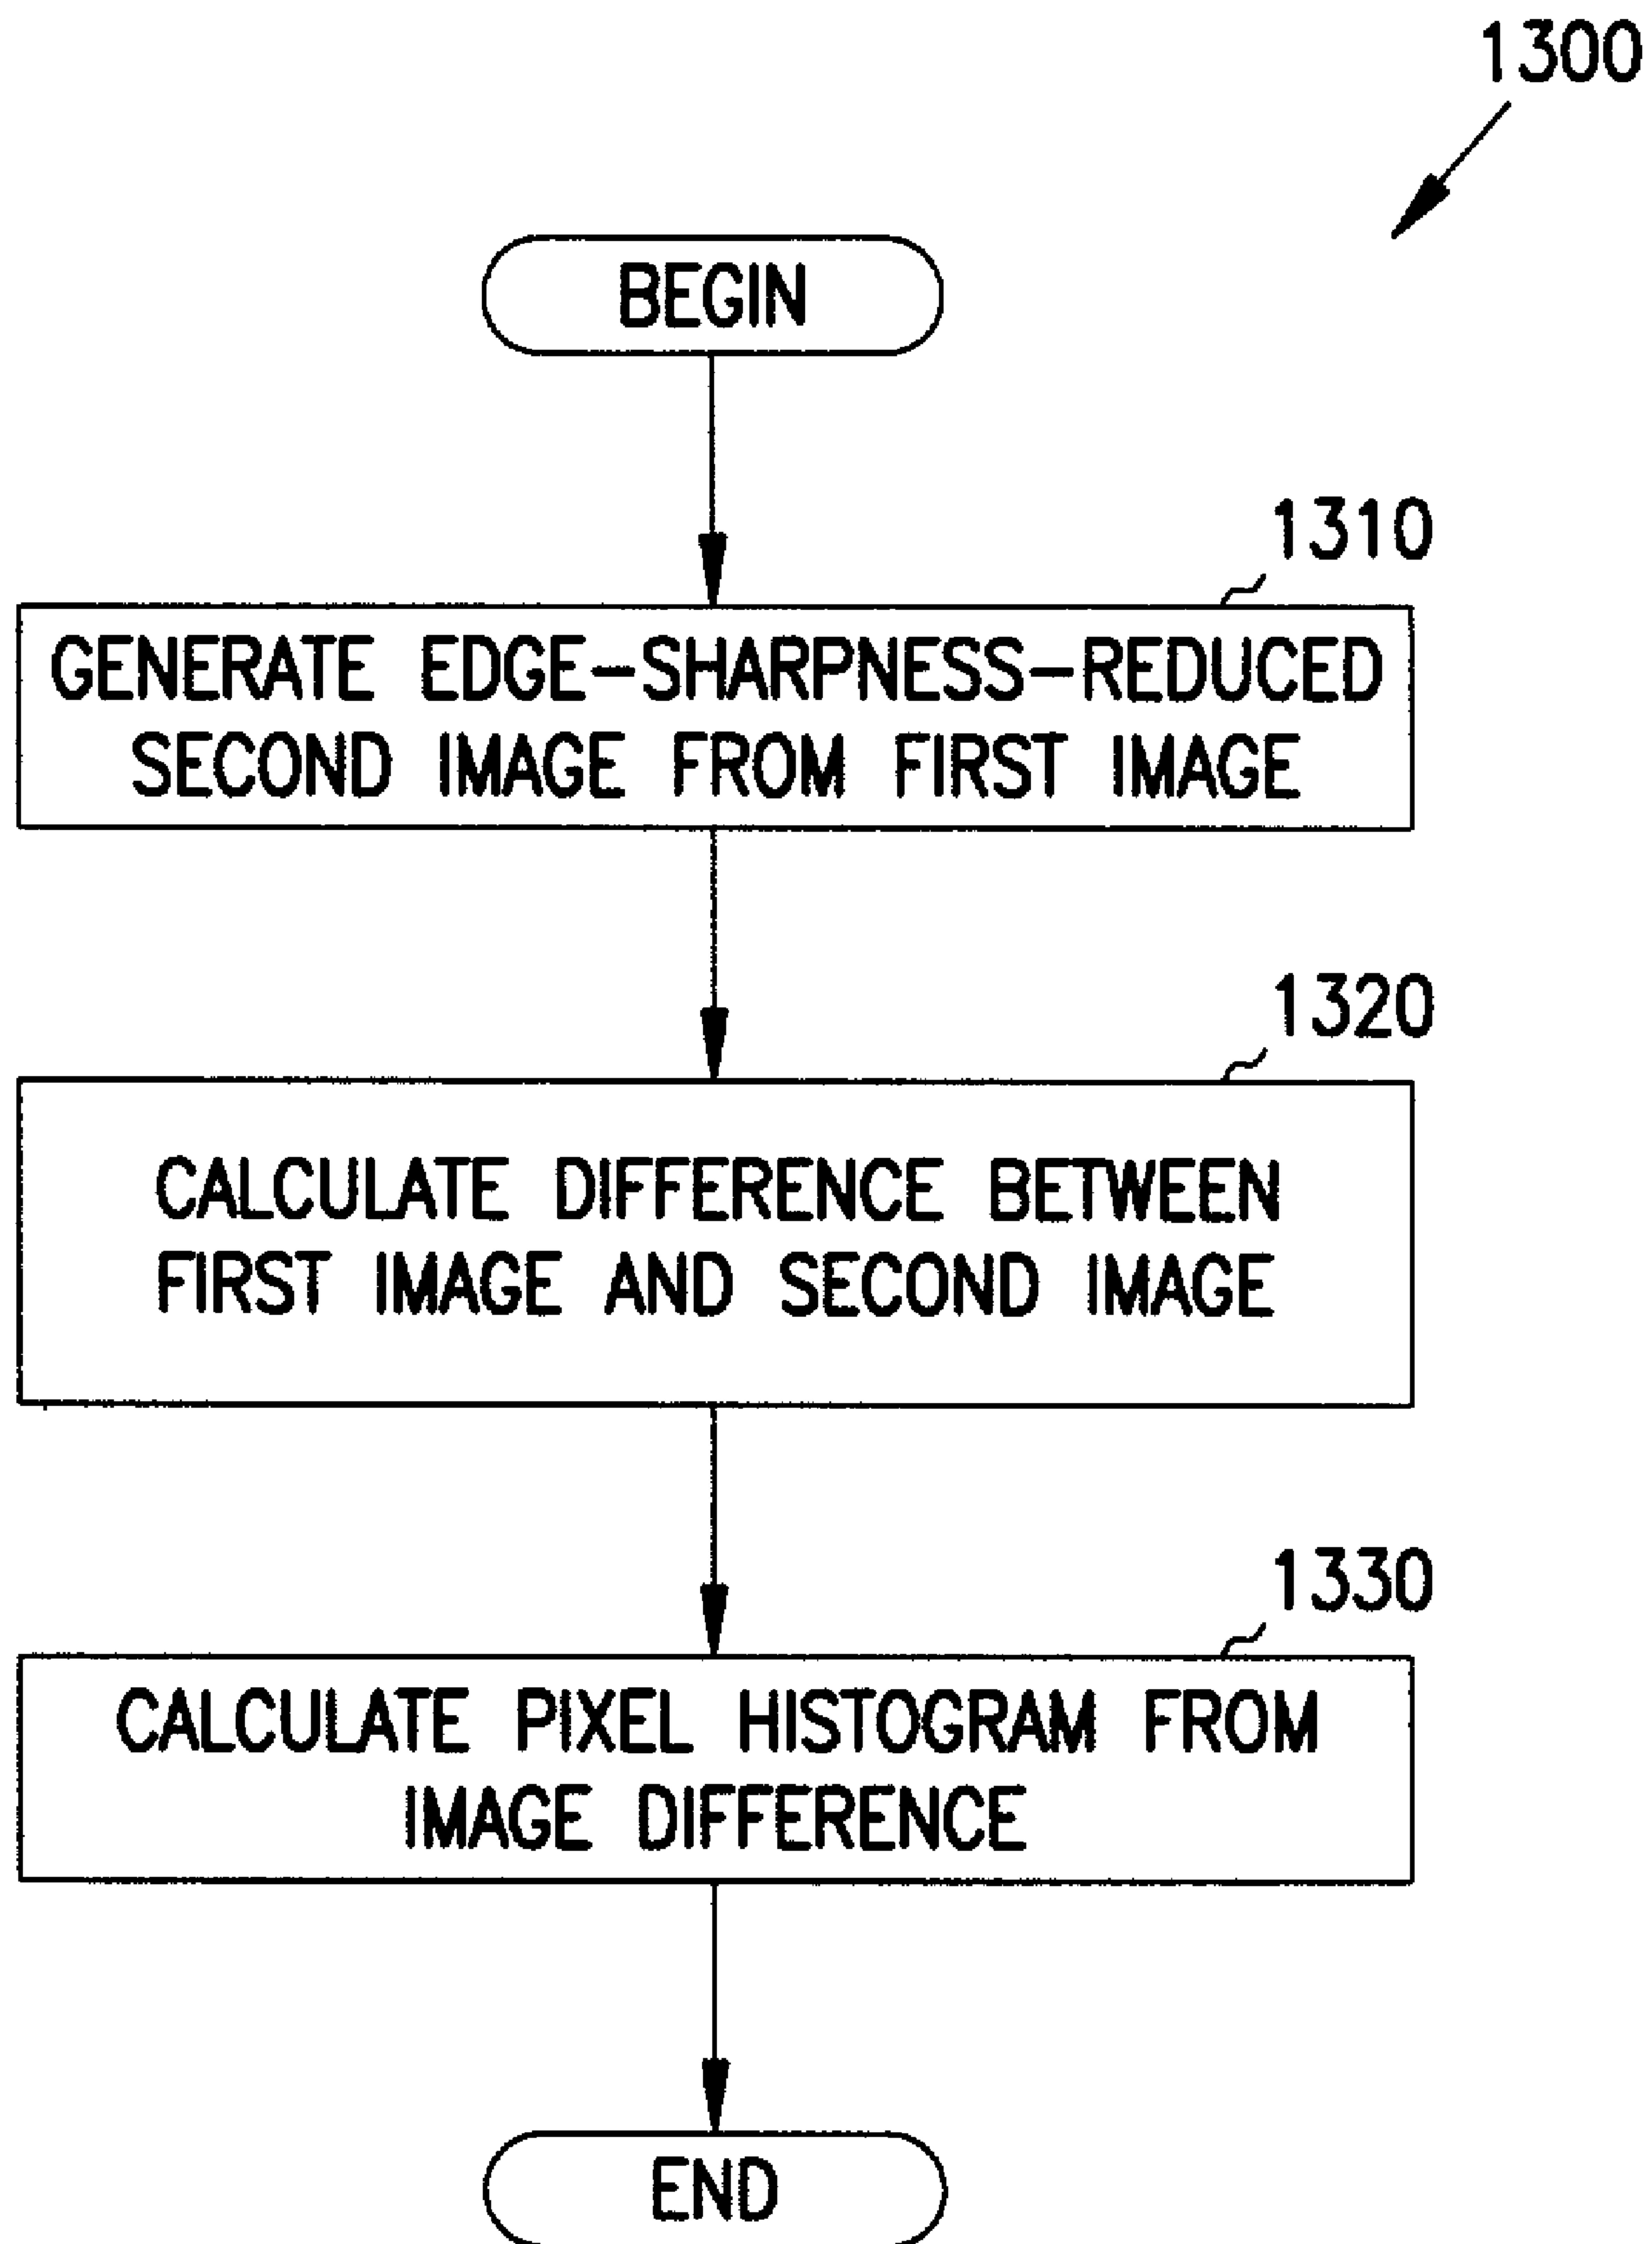 1300
BEGIN
1310
GENERATE EDGE-SHARPNESS-REDUCED
SECOND IMAGE FROM FIRST IMAGE
1320
CALCULATE DIFFERENCE BETWEEN
FIRST IMAGE AND SECOND IMAGE
1330
CALCULATE PIXEL HISTOGRAM FROM
IMAGE DIFFERENCE
END